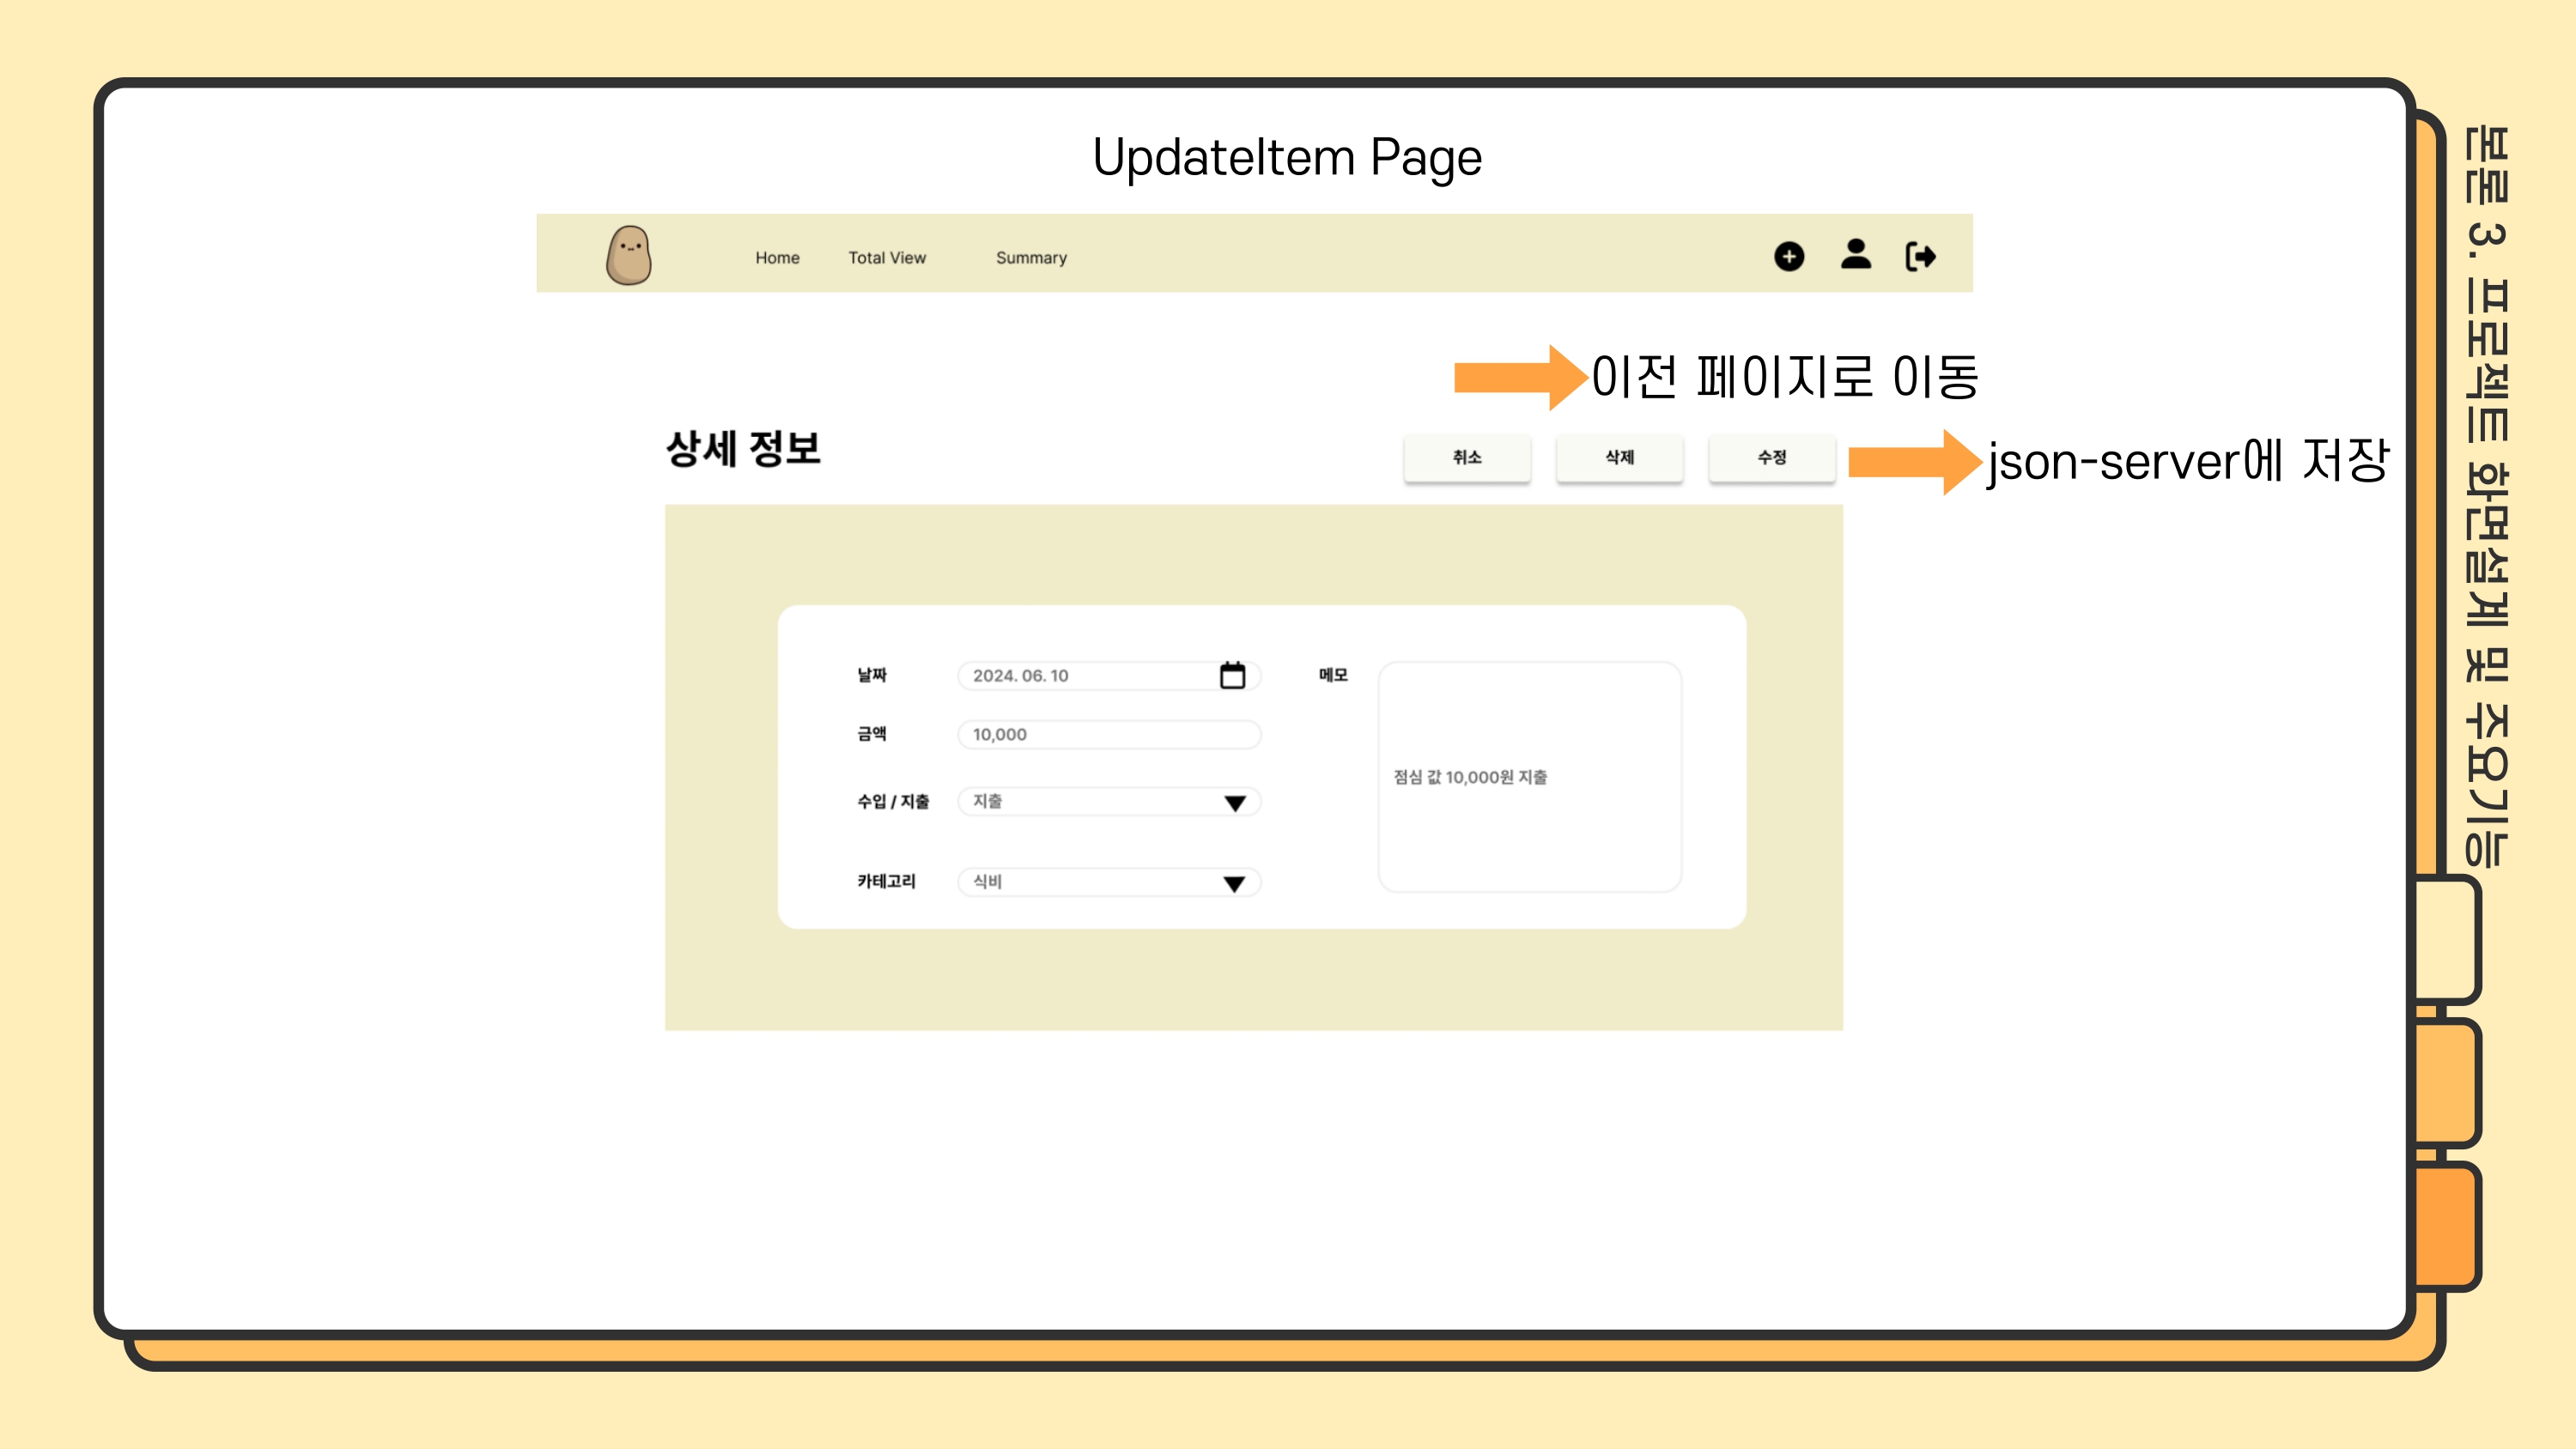 UpdateItem Page
Home Total View Summary
이전 페이지로 이동
상세 정보
취소 삭제 수정
json-server에 저장
날짜 2024. 06. 10
메모
금액 10,000
점심 값 10,000원 지출
수입 / 지출 지출
카테고리 식비
본론 3. 프로젝트 화면설계 및 주요기능